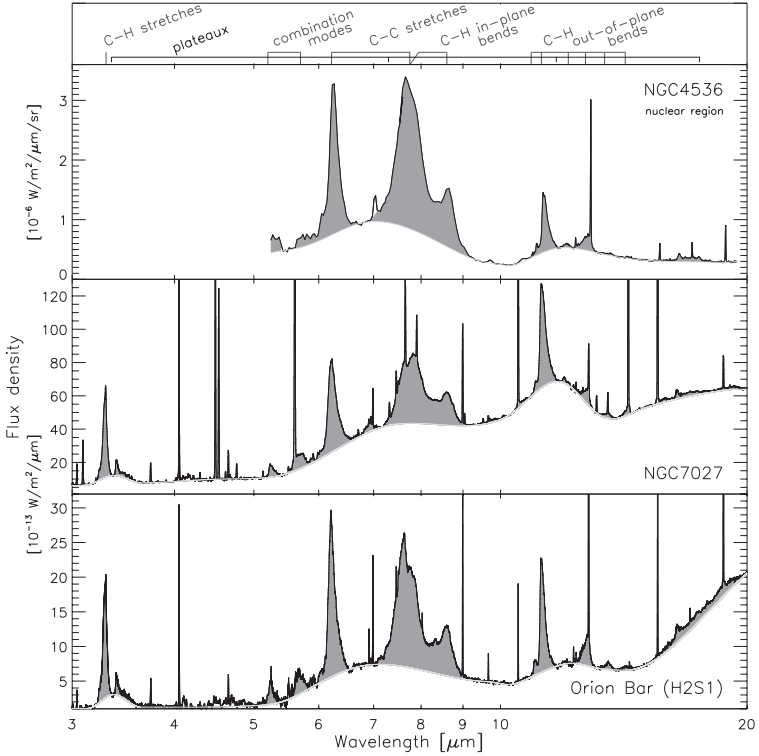 C–H stretches
plateaux
combination modes
C–C stretches
C–H in–plane bends
C–H out–of–plane bends
NGC4536
nuclear region
3
2
1
0
[10⁻⁶ W/m²/μm/sr]
120
100
80
60
40
20
NGC7027
Flux density
[10⁻¹³ W/m²/μm]
30
25
20
15
10
5
Orion Bar (H2S1)
3 4 5 6 7 8 9 10 20
Wavelength [μm]